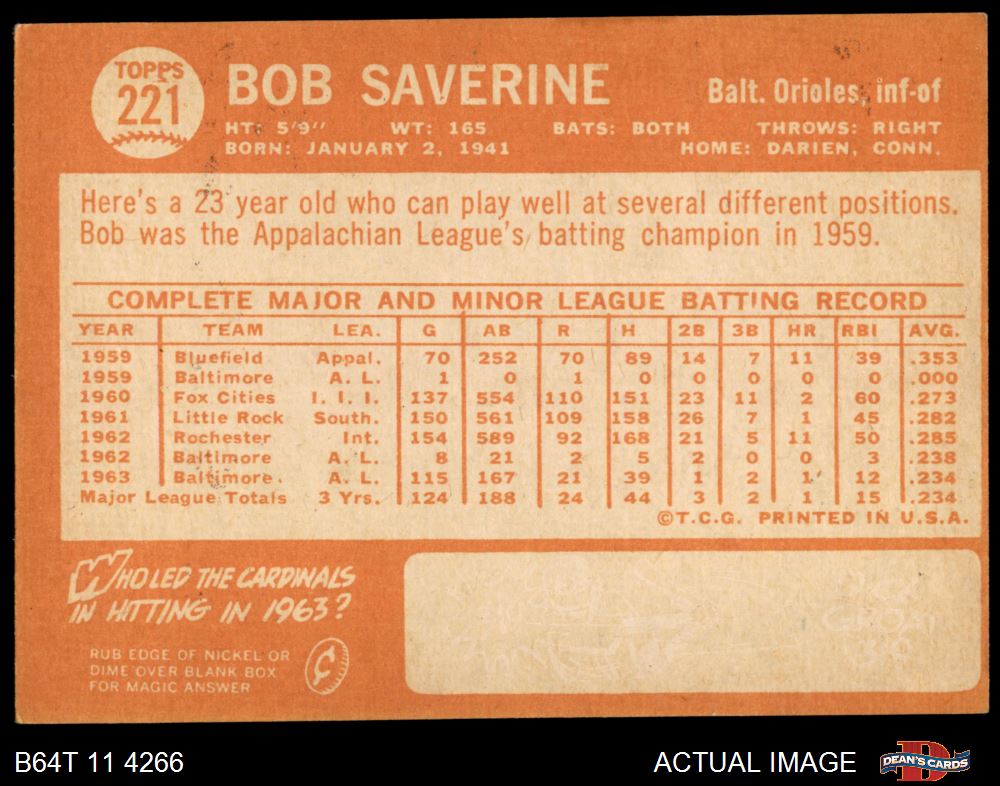 TOPPS
221
BOB SAVERINE
Balt. Orioles, inf-of
HT: 5'9" WT: 165 BATS: BOTH THROWS: RIGHT
BORN: JANUARY 2, 1941 HOME: DARIEN, CONN.
Here's a 23 year old who can play well at several different positions.
Bob was the Appalachian League's batting champion in 1959.
COMPLETE MAJOR AND MINOR LEAGUE BATTING RECORD
YEAR TEAM LEA. G AB R H 2B 3B HR RBI AVG.
1959 Bluefield Appal. 70 252 70 89 14 7 11 39 .353
1959 Baltimore A. L. 1 0 1 0 0 0 0 0 .000
1960 Fox Cities I. I. I. 137 554 110 151 23 11 2 60 .273
1961 Little Rock South. 150 561 109 158 26 7 1 45 .282
1962 Rochester Int. 154 589 92 168 21 5 11 50 .285
1962 Baltimore A. L. 8 21 2 5 2 0 0 3 .238
1963 Baltimore A. L. 115 167 21 39 1 2 1 12 .234
Major League Totals 3 Yrs. 124 188 24 44 3 2 1 15 .234
©T.C.G. PRINTED IN U.S.A.
WHO LED THE CARDINALS
IN HITTING IN 1963?
RUB EDGE OF NICKEL OR
DIME OVER BLANK BOX
FOR MAGIC ANSWER
B64T 11 4266
ACTUAL IMAGE
DEAN'S CARDS